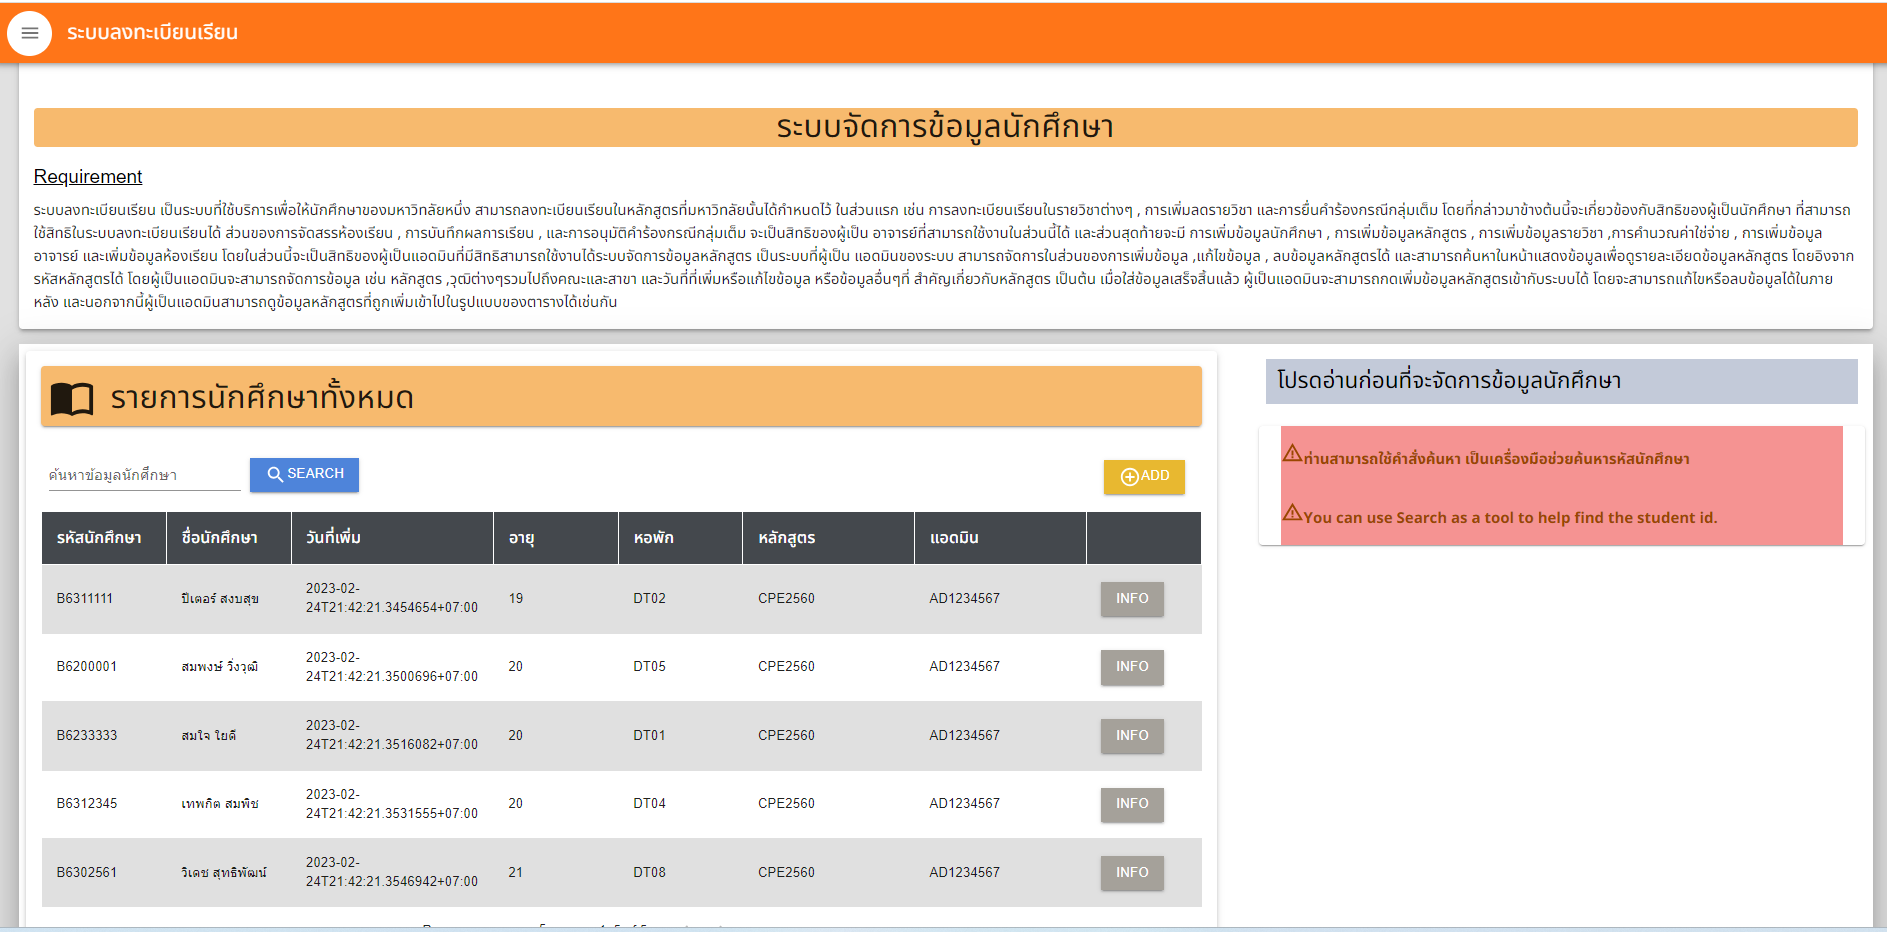 ระบบลงทะเบียนเรียน
ระบบจัดการข้อมูลนักศึกษา
Requirement
ระบบลงทะเบียนเรียน เป็นระบบที่ใช้บริการเพื่อให้นักศึกษาของมหาวิทลัยหนึ่ง สามารถลงทะเบียนเรียนในหลักสูตรที่มหาวิทลัยนั้นได้กำหนดไว้ ในส่วนแรก เช่น การลงทะเบียนเรียนในรายวิชาต่างๆ , การเพิ่มลดรายวิชา และการยื่นคำร้องกรณีกลุ่มเต็ม โดยที่กล่าวมาข้างต้นนี้จะเกี่ยวข้องกับสิทธิของผู้เป็นนักศึกษา ที่สามารถ
ใช้สิทธิในระบบลงทะเบียนเรียนได้ ส่วนของการจัดสรรห้องเรียน , การบันทึกผลการเรียน , และการอนุมัติคำร้องกรณีกลุ่มเต็ม จะเป็นสิทธิของผู้เป็น อาจารย์ที่สามารถใช้งานในส่วนนี้ได้ และส่วนสุดท้ายจะมี การเพิ่มข้อมูลนักศึกษา , การเพิ่มข้อมูลหลักสูตร , การเพิ่มข้อมูลรายวิชา ,การคำนวณค่าใช่จ่าย , การเพิ่มข้อมูล
อาจารย์ และเพิ่มข้อมูลห้องเรียน โดยในส่วนนี้จะเป็นสิทธิของผู้เป็นแอดมินที่มีสิทธิสามารถใช้งานได้ระบบจัดการข้อมูลหลักสูตร เป็นระบบที่ผู้เป็น แอดมินของระบบ สามารถจัดการในส่วนของการเพิ่มข้อมูล ,แก้ไขข้อมูล , ลบข้อมูลหลักสูตรได้ และสามารถค้นหาในหน้าแสดงข้อมูลเพื่อดูรายละเอียดข้อมูลหลักสูตร โดยอิงจาก
รหัสหลักสูตรได้ โดยผู้เป็นแอดมินจะสามารถจัดการข้อมูล เช่น หลักสูตร ,วุฒิต่างๆรวมไปถึงคณะและสาขา และวันที่ที่เพิ่มหรือแก้ไขข้อมูล หรือข้อมูลอื่นๆที่ สำคัญเกี่ยวกับหลักสูตร เป็นต้น เมื่อใส่ข้อมูลเสร็จสิ้นแล้ว ผู้เป็นแอดมินจะสามารถกดเพิ่มข้อมูลหลักสูตรเข้ากับระบบได้ โดยจะสามารถแก้ไขหรือลบข้อมูลได้ในภาย
หลัง และนอกจากนี้ผู้เป็นแอดมินสามารถดูข้อมูลหลักสูตรที่ถูกเพิ่มเข้าไปในรูปแบบของตารางได้เช่นกัน
รายการนักศึกษาทั้งหมด
ค้นหาข้อมูลนักศึกษา SEARCH ADD
รหัสนักศึกษา ชื่อนักศึกษา วันที่เพิ่ม อายุ หอพัก หลักสูตร แอดมิน
B6311111 ปีเตอร์ สงบสุข 2023-02-24T21:42:21.3454654+07:00 19 DT02 CPE2560 AD1234567 INFO
B6200001 สมพงษ์ วิ่งวุฒิ 2023-02-24T21:42:21.3500696+07:00 20 DT05 CPE2560 AD1234567 INFO
B6233333 สมใจ ใยดี 2023-02-24T21:42:21.3516082+07:00 20 DT01 CPE2560 AD1234567 INFO
B6312345 เทพกิต สมพิช 2023-02-24T21:42:21.3531555+07:00 20 DT04 CPE2560 AD1234567 INFO
B6302561 วิเดช สุทธิพัฒน์ 2023-02-24T21:42:21.3546942+07:00 21 DT08 CPE2560 AD1234567 INFO
โปรดอ่านก่อนที่จะจัดการข้อมูลนักศึกษา
ท่านสามารถใช้คำสั่งค้นหา เป็นเครื่องมือช่วยค้นหารหัสนักศึกษา
You can use Search as a tool to help find the student id.